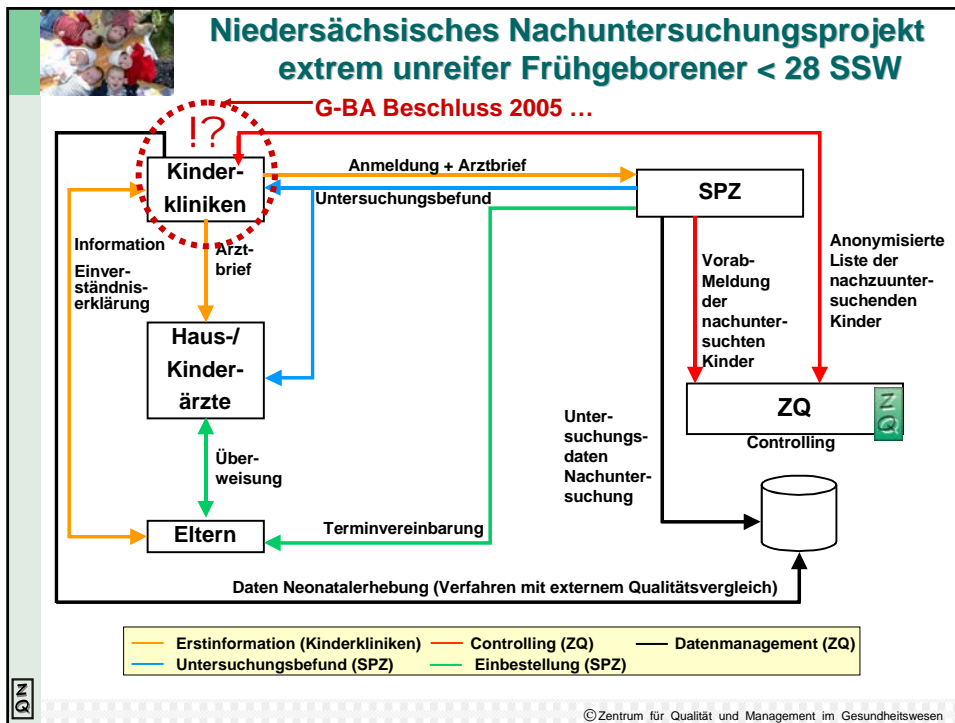 Niedersächsisches Nachuntersuchungsprojekt
extrem unreifer Frühgeborener < 28 SSW
G-BA Beschluss 2005 ...
!?
Kinder-
kliniken
Anmeldung + Arztbrief
Untersuchungsbefund
SPZ
Information
Einver-
ständnis-
erklärung
Arzt-
brief
Vorab-
Meldung
der
nachunter-
suchten
Kinder
Anonymisierte
Liste der
nachzuunter-
suchenden
Kinder
Haus-/
Kinder-
ärzte
ZQ
Z
Q
Controlling
Unter-
suchungs-
daten
Nachunter-
suchung
Über-
weisung
Eltern
Terminvereinbarung
Daten Neonatalerhebung (Verfahren mit externem Qualitätsvergleich)
Erstinformation (Kinderkliniken)
Controlling (ZQ)
Datenmanagement (ZQ)
Untersuchungsbefund (SPZ)
Einbestellung (SPZ)
Z
Q
© Zentrum für Qualität und Management im Gesundheitswesen